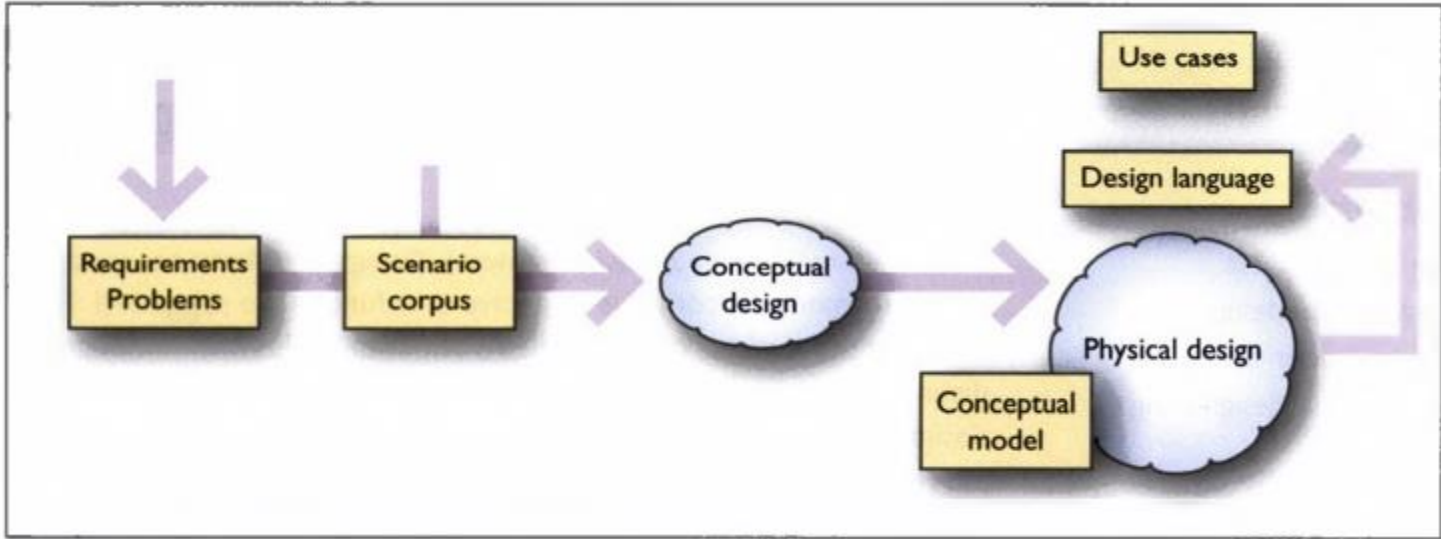 Use cases
Design language
Requirements
Problems
Scenario
corpus
Conceptual
design
Physical design
Conceptual
model